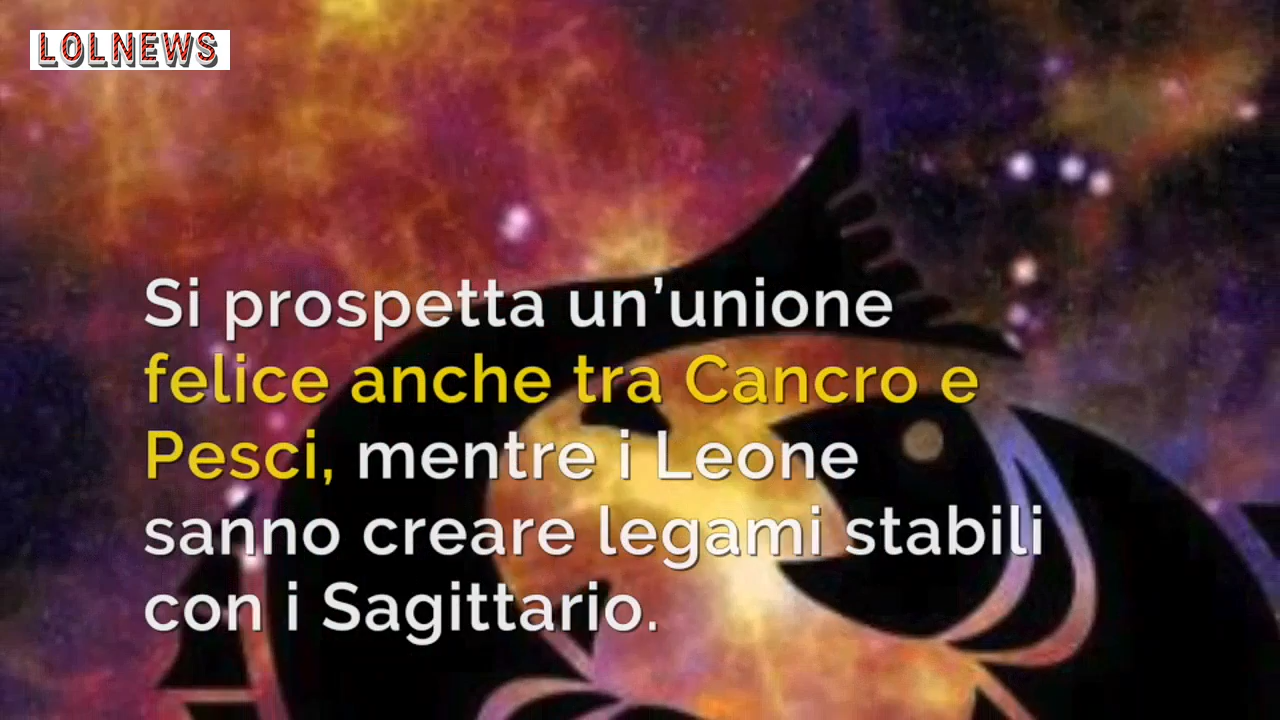 LOLNEWS
Si prospetta un’unione
felice anche tra Cancro e
Pesci, mentre i Leone
sanno creare legami stabili
con i Sagittario.